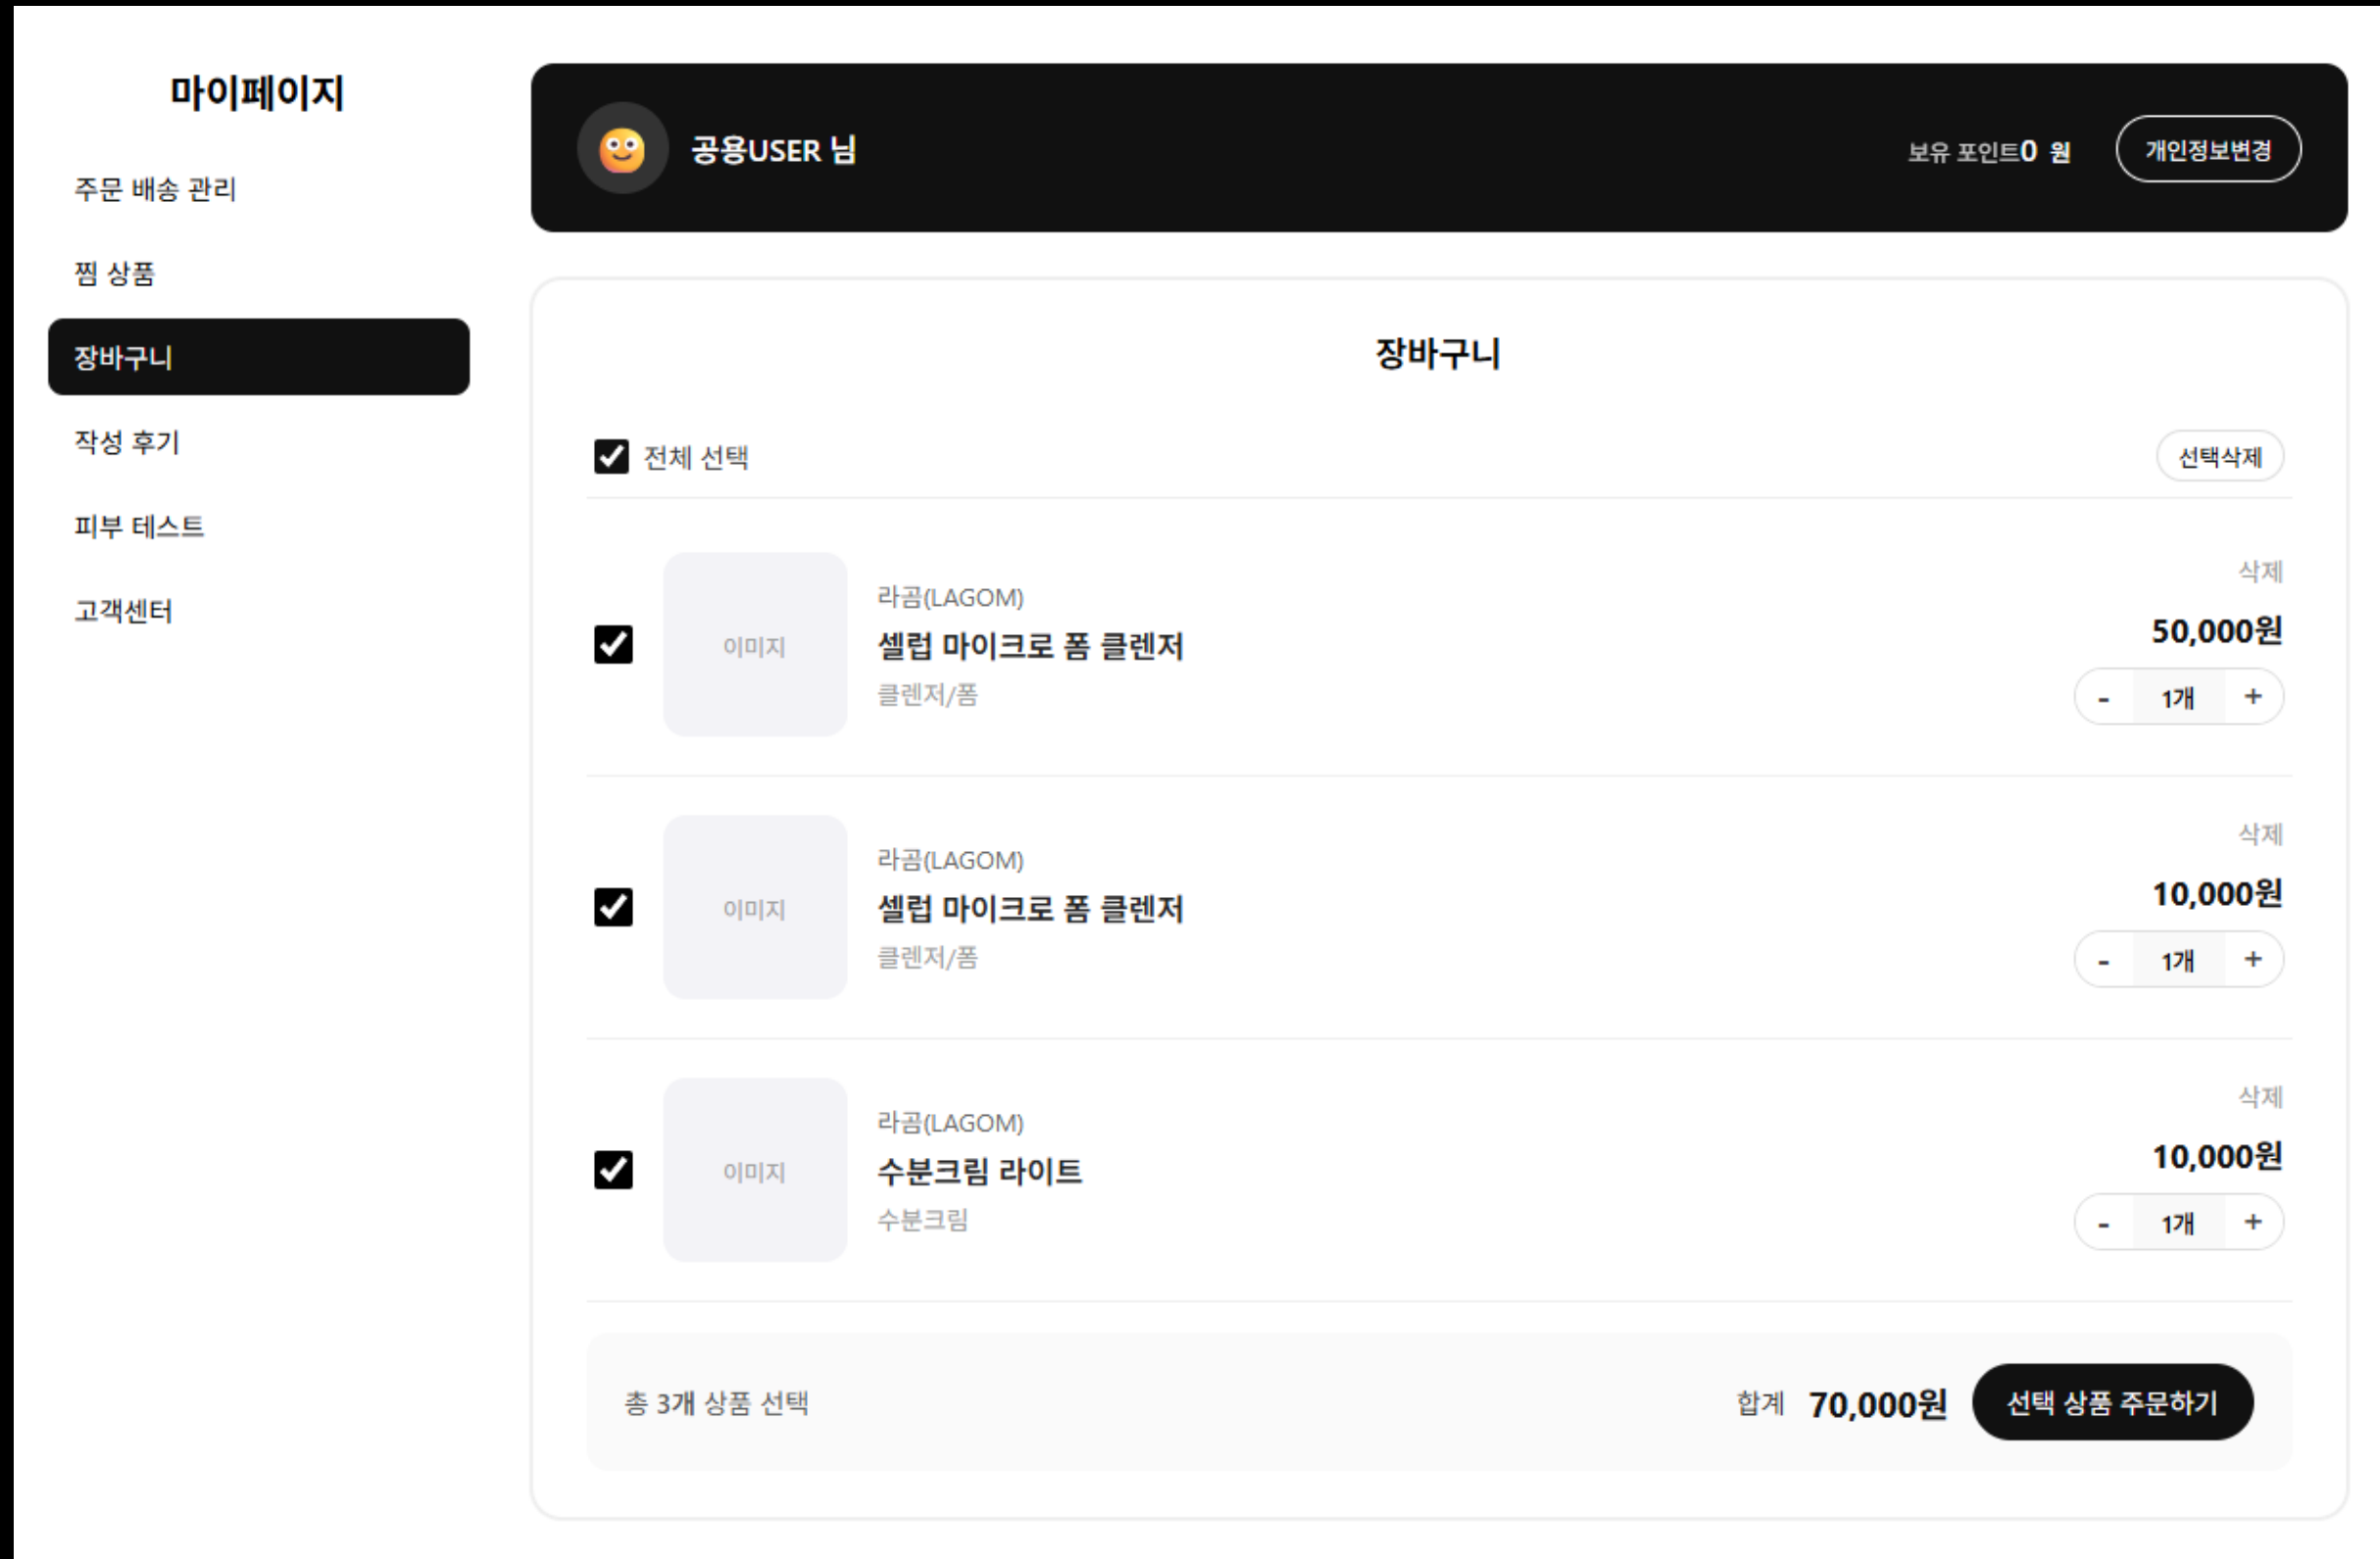 마이페이지
주문 배송 관리
찜 상품
장바구니
작성 후기
피부 테스트
고객센터
공용USER 님
보유 포인트0 원
개인정보변경
장바구니
전체 선택
선택삭제
이미지
라곰(LAGOM)
셀럽 마이크로 폼 클렌저
클렌저/폼
삭제
50,000원
- 1개 +
이미지
라곰(LAGOM)
셀럽 마이크로 폼 클렌저
클렌저/폼
삭제
10,000원
- 1개 +
이미지
라곰(LAGOM)
수분크림 라이트
수분크림
삭제
10,000원
- 1개 +
총 3개 상품 선택
합계 70,000원
선택 상품 주문하기